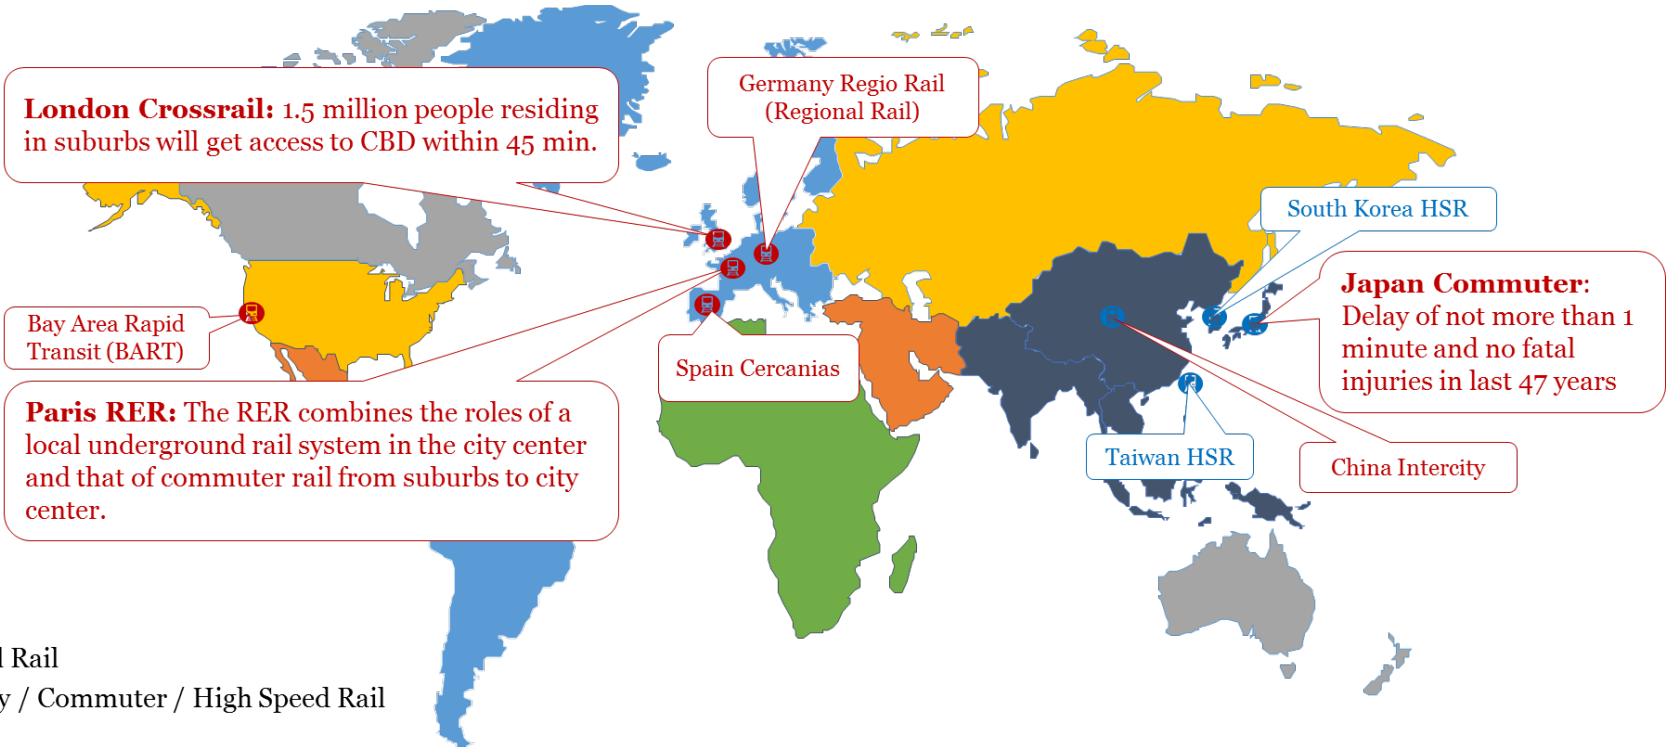 London Crossrail: 1.5 million people residing
in suburbs will get access to CBD within 45 min.
Germany Regio Rail
(Regional Rail)
South Korea HSR
Japan Commuter:
Delay of not more than 1
minute and no fatal
injuries in last 47 years
Bay Area Rapid
Transit (BART)
Spain Cercanias
Paris RER: The RER combines the roles of a
local underground rail system in the city center
and that of commuter rail from suburbs to city
center.
Taiwan HSR
China Intercity
Rail
/ Commuter / High Speed Rail